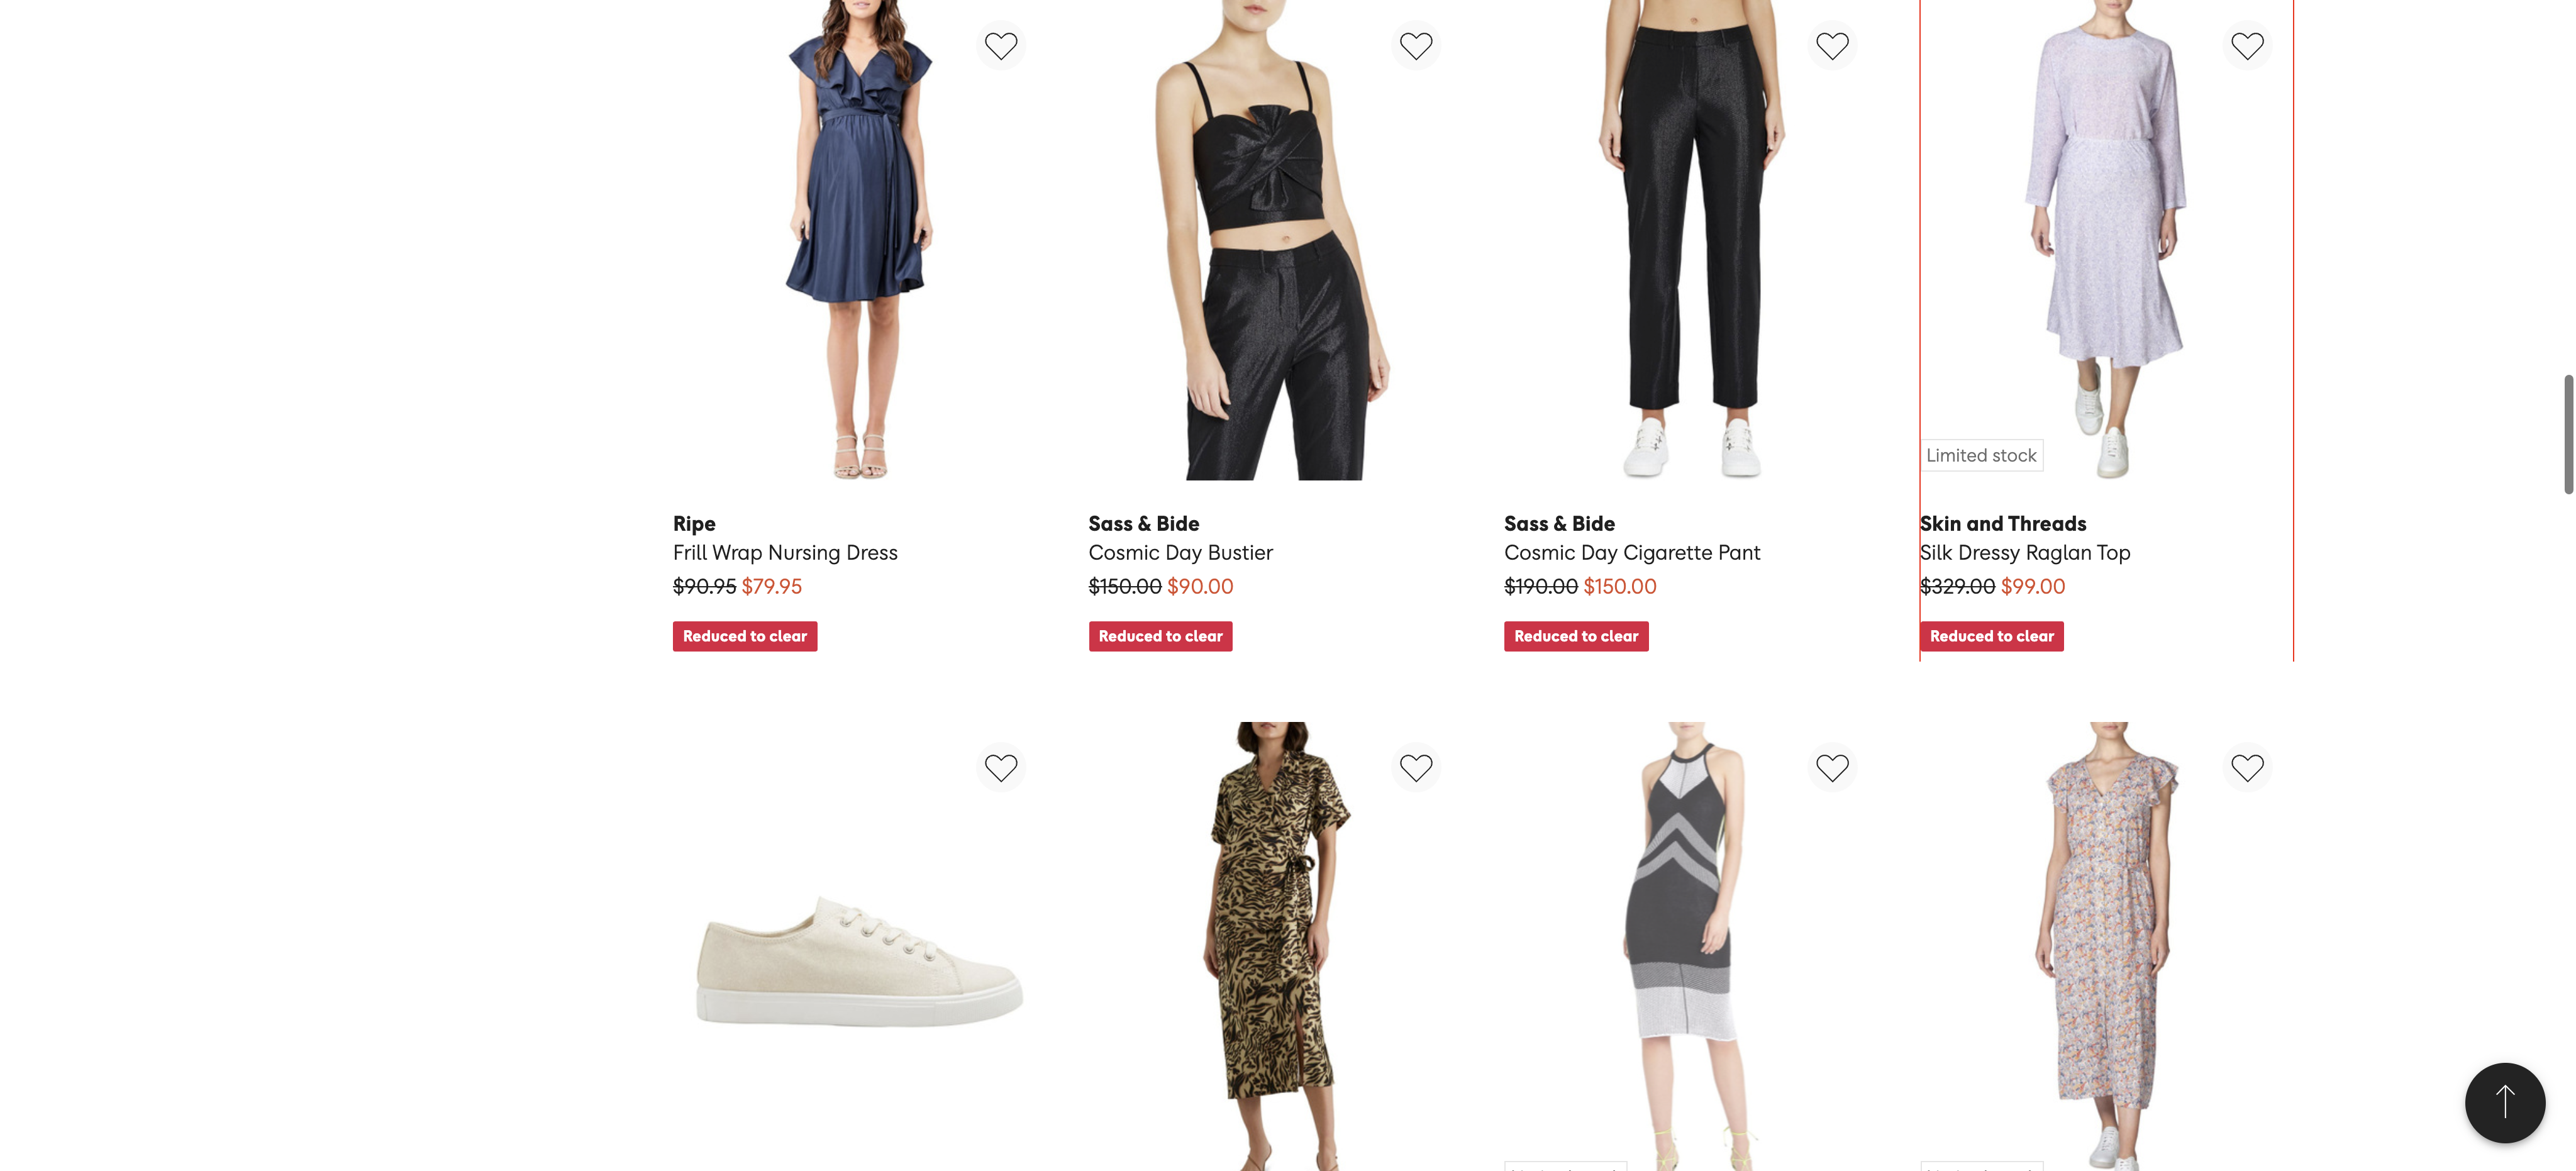 Limited stock
Ripe
Frill Wrap Nursing Dress
$90.95 $79.95
Reduced to clear
Sass & Bide
Cosmic Day Bustier
$150.00 $90.00
Reduced to clear
Sass & Bide
Cosmic Day Cigarette Pant
$190.00 $150.00
Reduced to clear
Skin and Threads
Silk Dressy Raglan Top
$329.00 $99.00
Reduced to clear